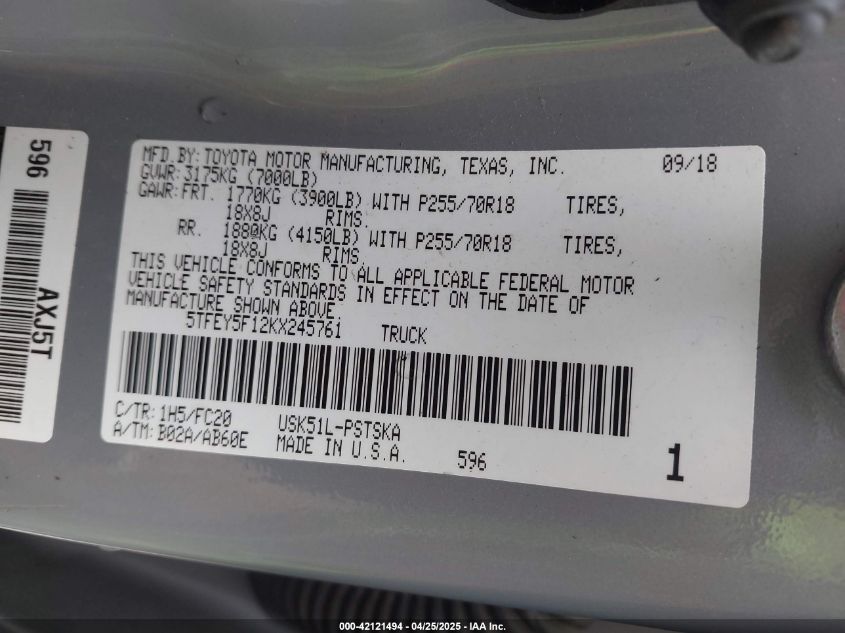 596
AXJ5T
MFD.BY:TOYOTA MOTOR MANUFACTURING, TEXAS, INC. 09/18
GVWR:3175KG (7000LB)
GAWR:FRT. 1770KG (3900LB) WITH P255/70R18 TIRES,
18X8J RIMS.
RR. 1880KG (4150LB) WITH P255/70R18 TIRES,
18X8J RIMS.
THIS VEHICLE CONFORMS TO ALL APPLICABLE FEDERAL MOTOR
VEHICLE SAFETY STANDARDS IN EFFECT ON THE DATE OF
MANUFACTURE SHOWN ABOVE.
5TFEY5F12KX245761 TRUCK
C/TR:1H5/FC20 USK51L-PSTSKA
A/TM:B02A/AB60E MADE IN U.S.A. 596 1
000-42121494 - 04/25/2025 - IAA Inc.